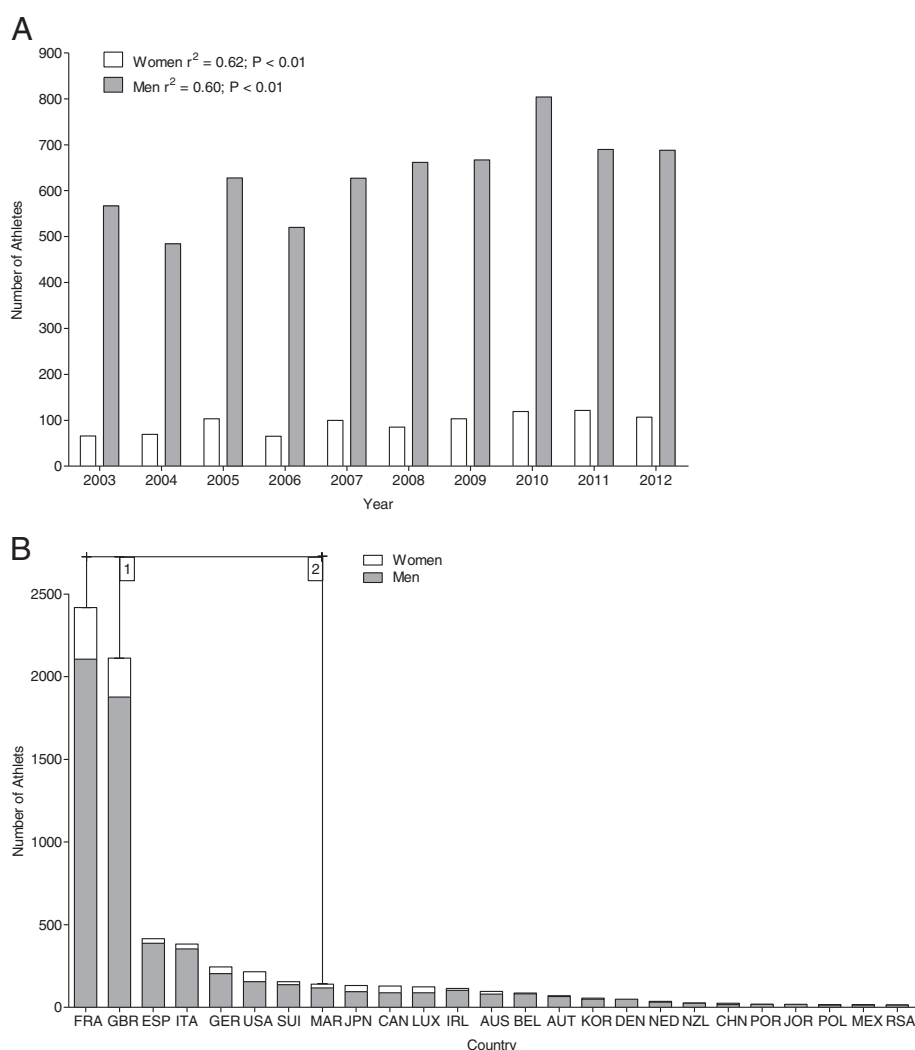 A
900
800
700
600
500
400
300
200
100
0
Number of Athletes
Women r² = 0.62; P < 0.01
Men r² = 0.60; P < 0.01
2003 2004 2005 2006 2007 2008 2009 2010 2011 2012
Year
B
1 2
Women
Men
2500
2000
1500
1000
500
0
Number of Athlets
FRA GBR ESP ITA GER USA SUI MAR JPN CAN LUX IRL AUS BEL AUT KOR DEN NED NZL CHN POR JOR POL MEX RSA
Country